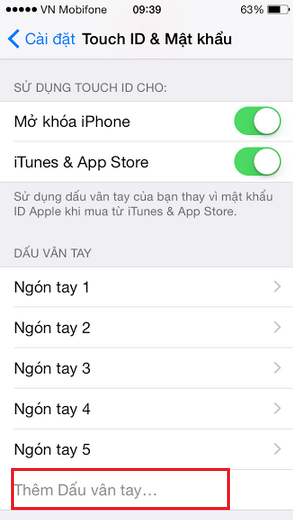 VN Mobifone 09:39 63%
Cài đặt Touch ID & Mật khẩu
SỬ DỤNG TOUCH ID CHO:
Mở khóa iPhone
iTunes & App Store
Sử dụng dấu vân tay của bạn thay vì mật khẩu
ID Apple khi mua từ iTunes & App Store.
DẤU VÂN TAY
Ngón tay 1
Ngón tay 2
Ngón tay 3
Ngón tay 4
Ngón tay 5
Thêm Dấu vân tay...